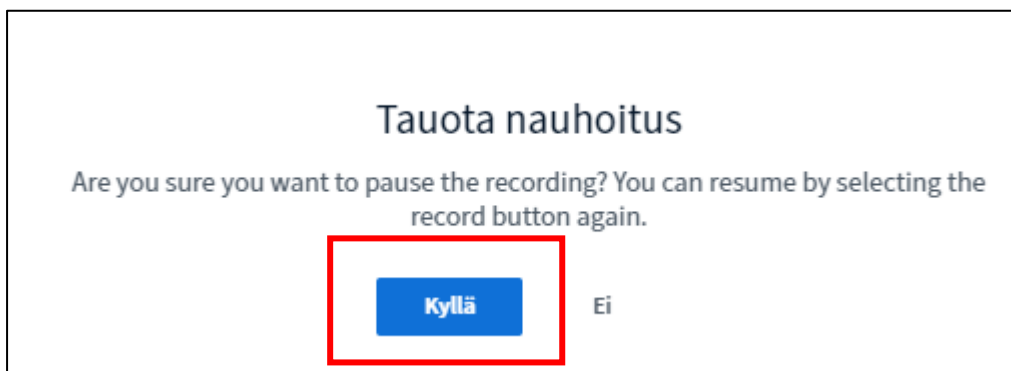 Tauota nauhoitus
Are you sure you want to pause the recording? You can resume by selecting the
record button again.
Kyllä Ei